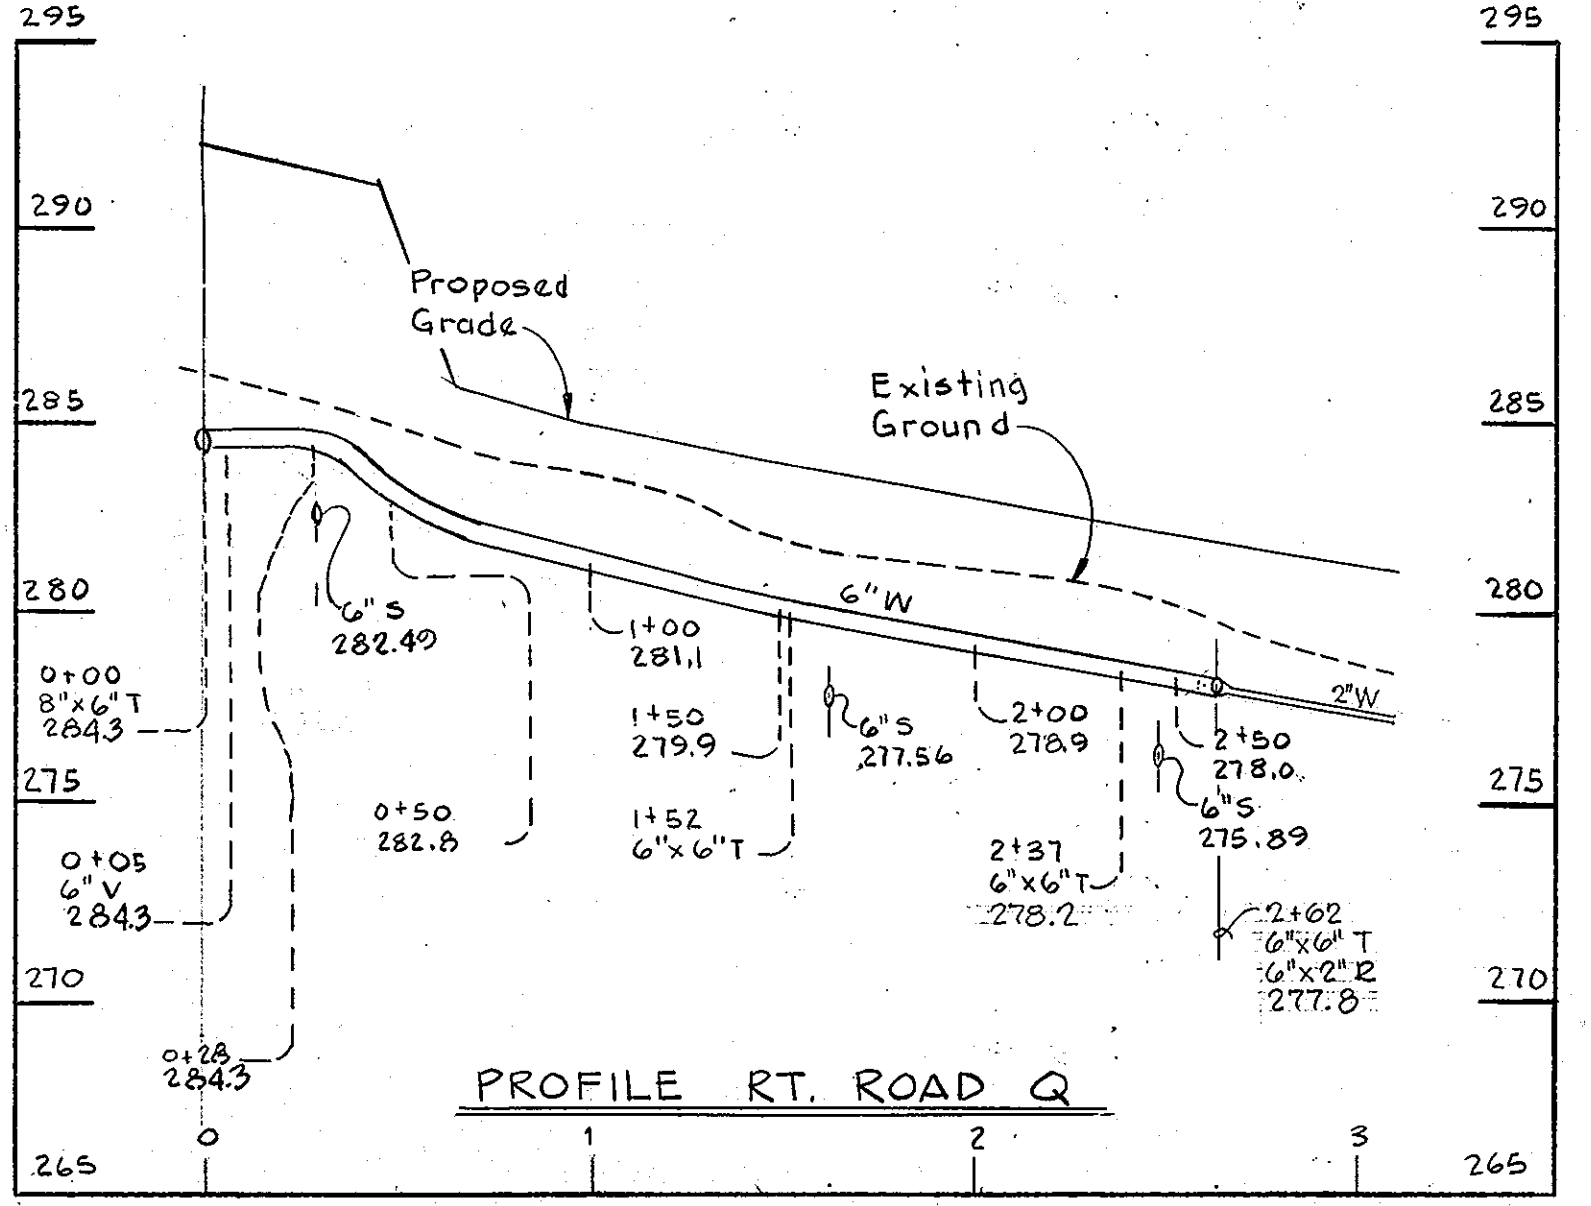 295 295
290 290
Proposed
Grade
Existing
Ground
285 285
280 280
6"W
6"S
282.49
1+00
281.1
0+00
8"x6"T
284.3
1+50
279.9
6"S
277.56
2+00
278.9
2"W
2+50
278.0
275 275
6"S
275.89
0+50
282.8
1+52
6"x6"T
2+37
6"x6"T
278.2
0+05
6"V
284.3
2+62
6"x6"T
6"x2"R
277.8
270 270
0+28
284.3
PROFILE RT. ROAD Q
0 1 2 3
265 265